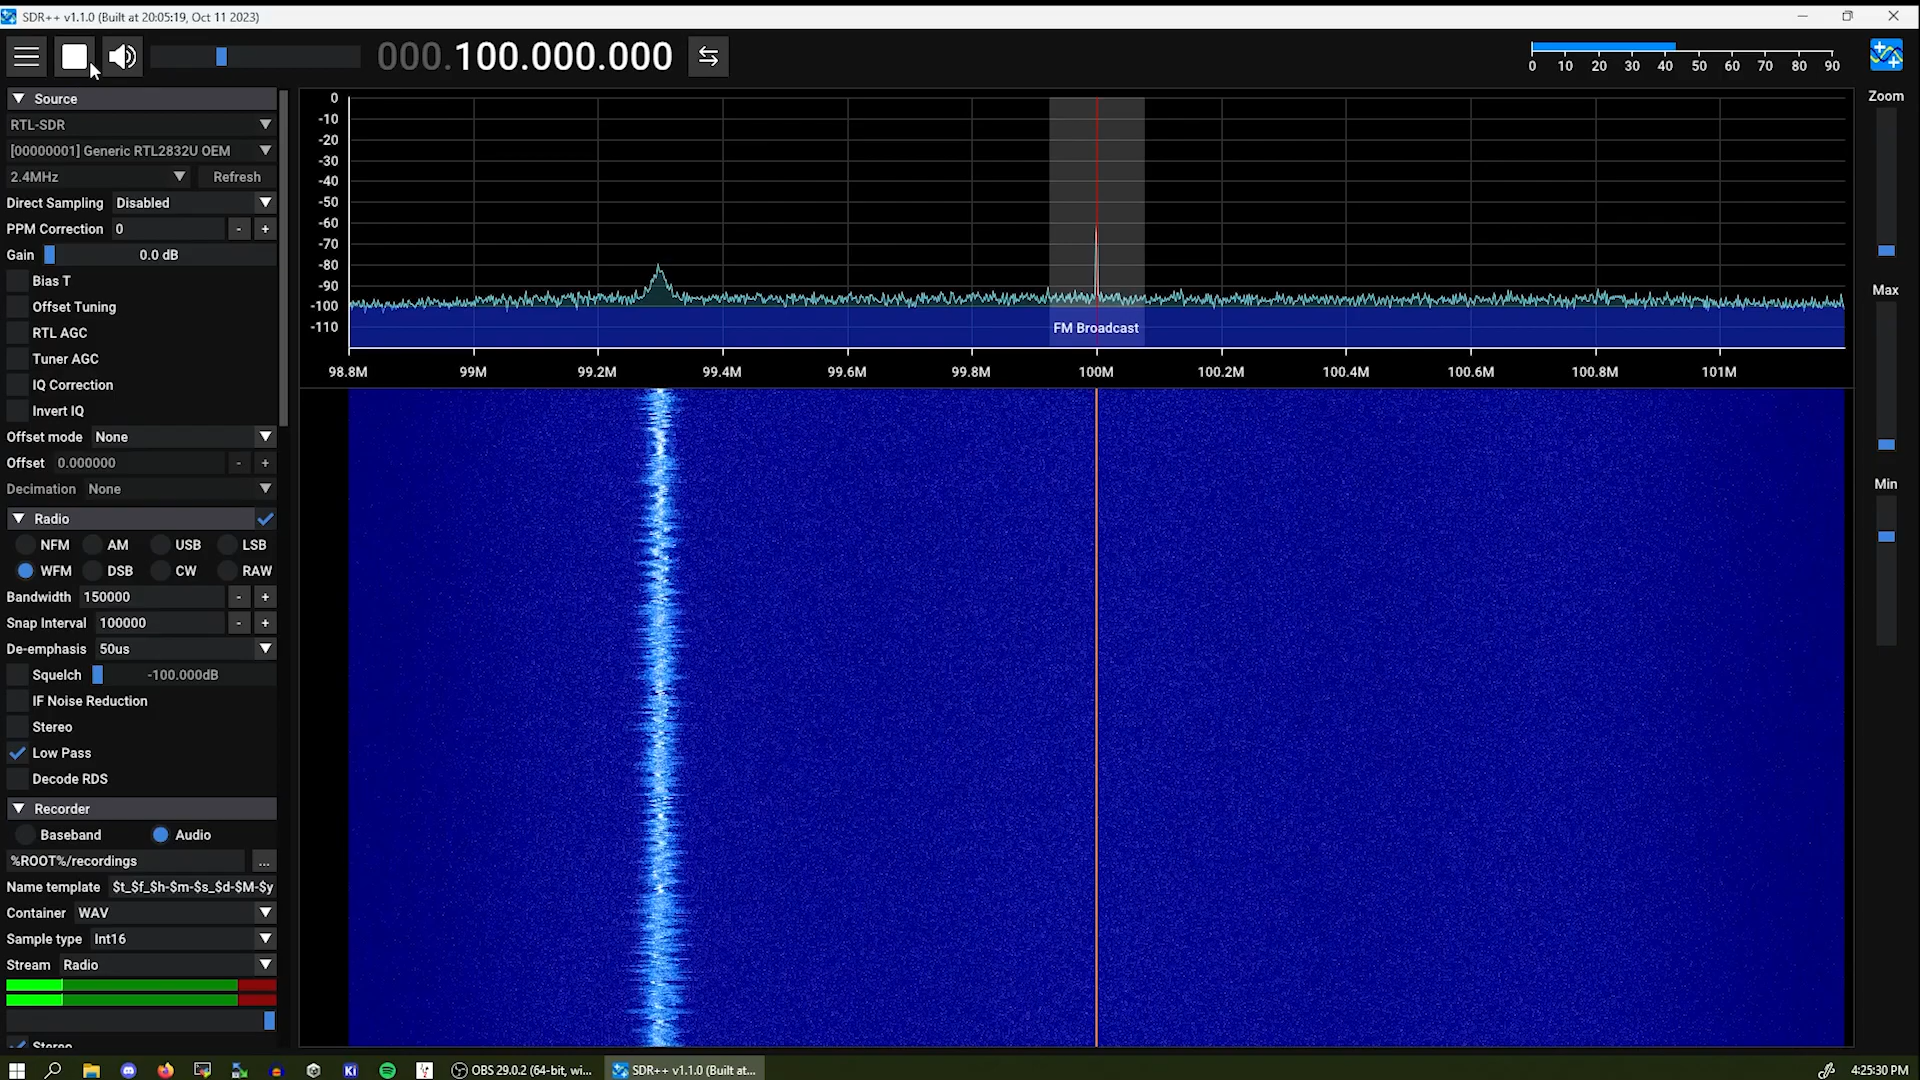 SDR++ v1.1.0 (Built at 20:05:19, Oct 11 2023)
000.100.000.000
0 10 20 30 40 50 60 70 80 90
Source
RTL-SDR
[00000001] Generic RTL2832U OEM
2.4MHz Refresh
Direct Sampling Disabled
PPM Correction 0 - +
Gain 0.0 dB
Bias T
Offset Tuning
RTL AGC
Tuner AGC
IQ Correction
Invert IQ
Offset mode None
Offset 0.000000 - +
Decimation None
Radio
NFM AM USB LSB
WFM DSB CW RAW
Bandwidth 150000 - +
Snap Interval 100000 - +
De-emphasis 50us
Squelch -100.000dB
IF Noise Reduction
Stereo
Low Pass
Decode RDS
Recorder
Baseband Audio
%ROOT%/recordings ...
Name template $t_$f_$h-$m-$s_$d-$M-$y
Container WAV
Sample type Int16
Stream Radio
Stereo
0
-10
-20
-30
-40
-50
-60
-70
-80
-90
-100
-110
FM Broadcast
98.8M 99M 99.2M 99.4M 99.6M 99.8M 100M 100.2M 100.4M 100.6M 100.8M 101M
Zoom
Max
Min
Ki
OBS 29.0.2 (64-bit, wi...
SDR++ v1.1.0 (Built at...
4:25:30 PM